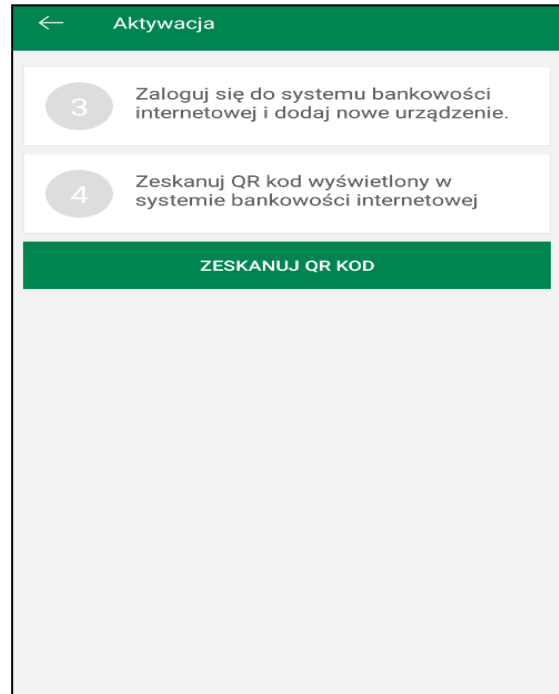 Aktywacja
3
Zaloguj się do systemu bankowości
internetowej i dodaj nowe urządzenie.
4
Zeskanuj QR kod wyświetlony w
systemie bankowości internetowej
ZESKANUJ QR KOD